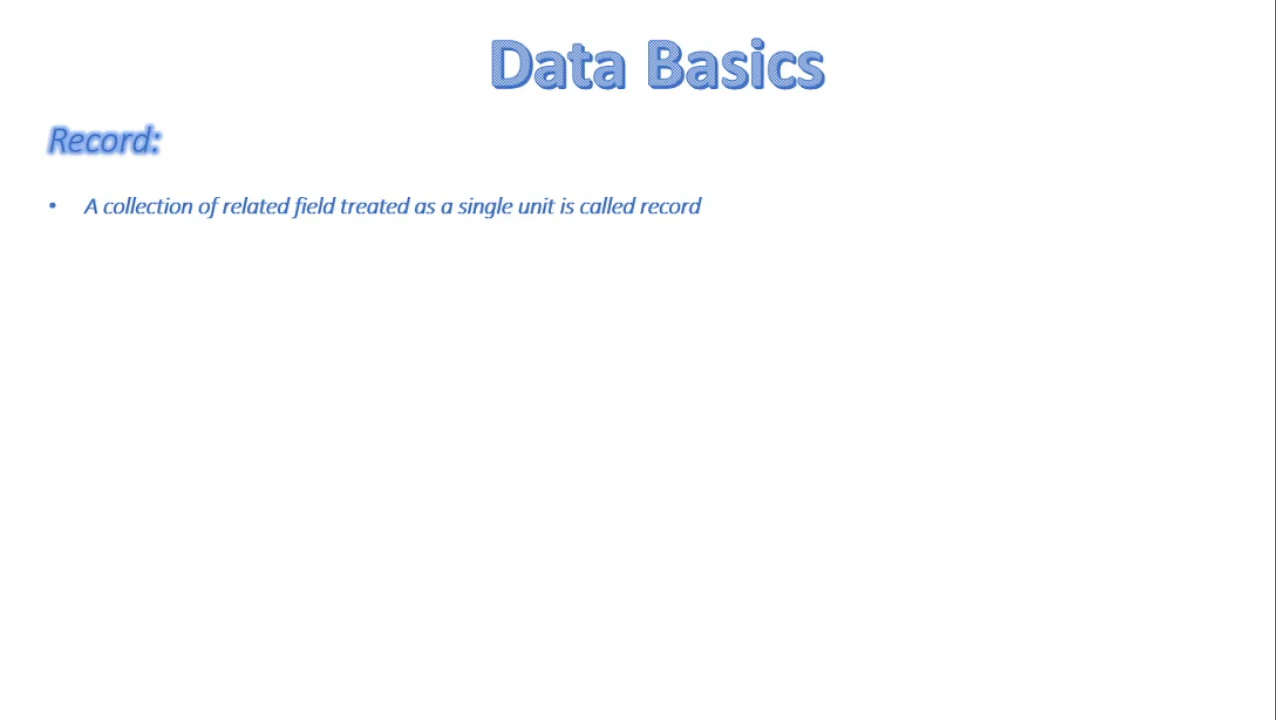 Data Basics
Record:
• A collection of related field treated as a single unit is called record